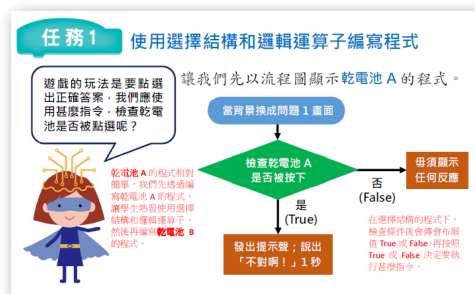 任務1
使用選擇結構和邏輯運算子編寫程式
遊戲的玩法是要點選
出正確答案，我們應使
用甚麼指令，檢查乾電
池是否被點選呢？
讓我們先以流程圖顯示乾電池 A 的程式。
當背景換成問題 1 畫面
檢查乾電池 A
是否被按下
毋須顯示
任何反應
否
(False)
是
(True)
發出提示聲；說出
「不對啊！」1 秒
乾電池 A 的程式相對
簡單，我們先透過編
寫乾電池 A 的程式，
讓學生熟習使用選擇
結構和邏輯運算子，
然後再編寫乾電池 B
的程式。
在選擇結構的程式下，
檢查條件後會傳會布爾
值 True 或 False，再按照
True 或 False 決定要執
行甚麼指令。